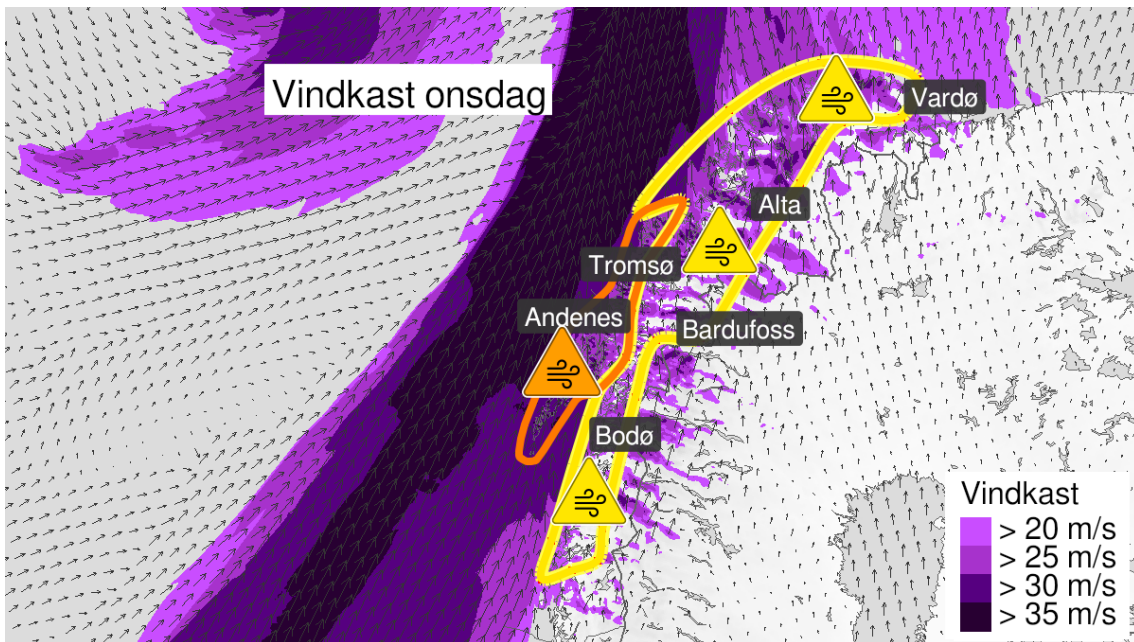 Vindkast onsdag
Vardø
Alta
Tromsø
Andenes
Bardufoss
Bodø
Vindkast
> 20 m/s
> 25 m/s
> 30 m/s
> 35 m/s